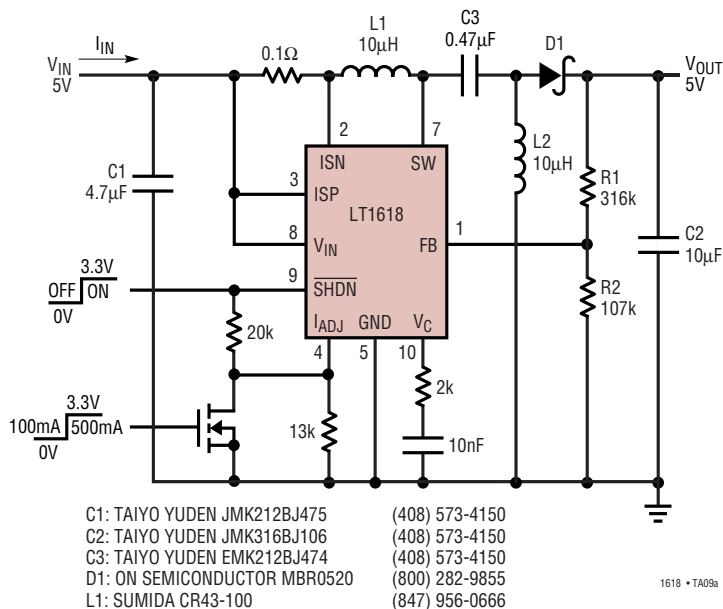 I_IN
V_IN
5V
0.1Ω
L1
10µH
C3
0.47µF
D1
V_OUT
5V
2
7
ISN
SW
L2
10µH
C1
4.7µF
3
ISP
LT1618
R1
316k
8
V_IN
FB
1
C2
10µF
3.3V
OFF
ON
0V
9
SHDN
R2
107k
I_ADJ
GND
V_C
20k
4
5
10
2k
3.3V
100mA
500mA
0V
13k
10nF
C1: TAIYO YUDEN JMK212BJ475 (408) 573-4150
C2: TAIYO YUDEN JMK316BJ106 (408) 573-4150
C3: TAIYO YUDEN EMK212BJ474 (408) 573-4150
D1: ON SEMICONDUCTOR MBR0520 (800) 282-9855
L1: SUMIDA CR43-100 (847) 956-0666
1618 • TA09a